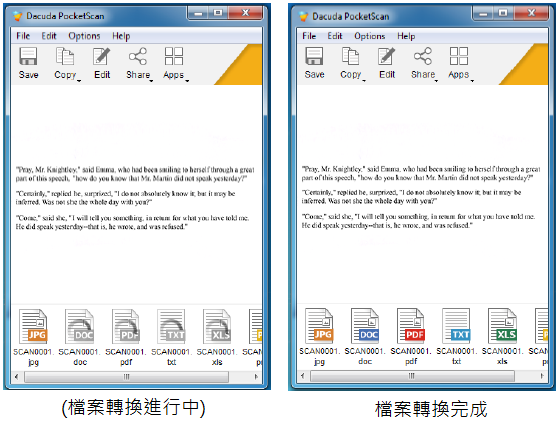 Dacuda PocketScan
File Edit Options Help
Save Copy Edit Share Apps
"Pray, Mr. Knightley," said Emma, who had been smiling to herself through a great
part of this speech, "how do you know that Mr. Martin did not speak yesterday?"
"Certainly," replied he, surprized, "I do not absolutely know it; but it may be
inferred. Was not she the whole day with you?"
"Come," said she, "I will tell you something, in return for what you have told me.
He did speak yesterday--that is, he wrote, and was refused."
JPG DOC PDF TXT XLS
SCAN0001. SCAN0001. SCAN0001. SCAN0001. SCAN0001.
jpg doc pdf txt xls
(檔案轉換進行中)
Dacuda PocketScan
File Edit Options Help
Save Copy Edit Share Apps
"Pray, Mr. Knightley," said Emma, who had been smiling to herself through a great
part of this speech, "how do you know that Mr. Martin did not speak yesterday?"
"Certainly," replied he, surprized, "I do not absolutely know it; but it may be
inferred. Was not she the whole day with you?"
"Come," said she, "I will tell you something, in return for what you have told me.
He did speak yesterday--that is, he wrote, and was refused."
JPG DOC PDF TXT XLS
SCAN0001. SCAN0001. SCAN0001. SCAN0001. SCAN0001.
jpg doc pdf txt xls
檔案轉換完成